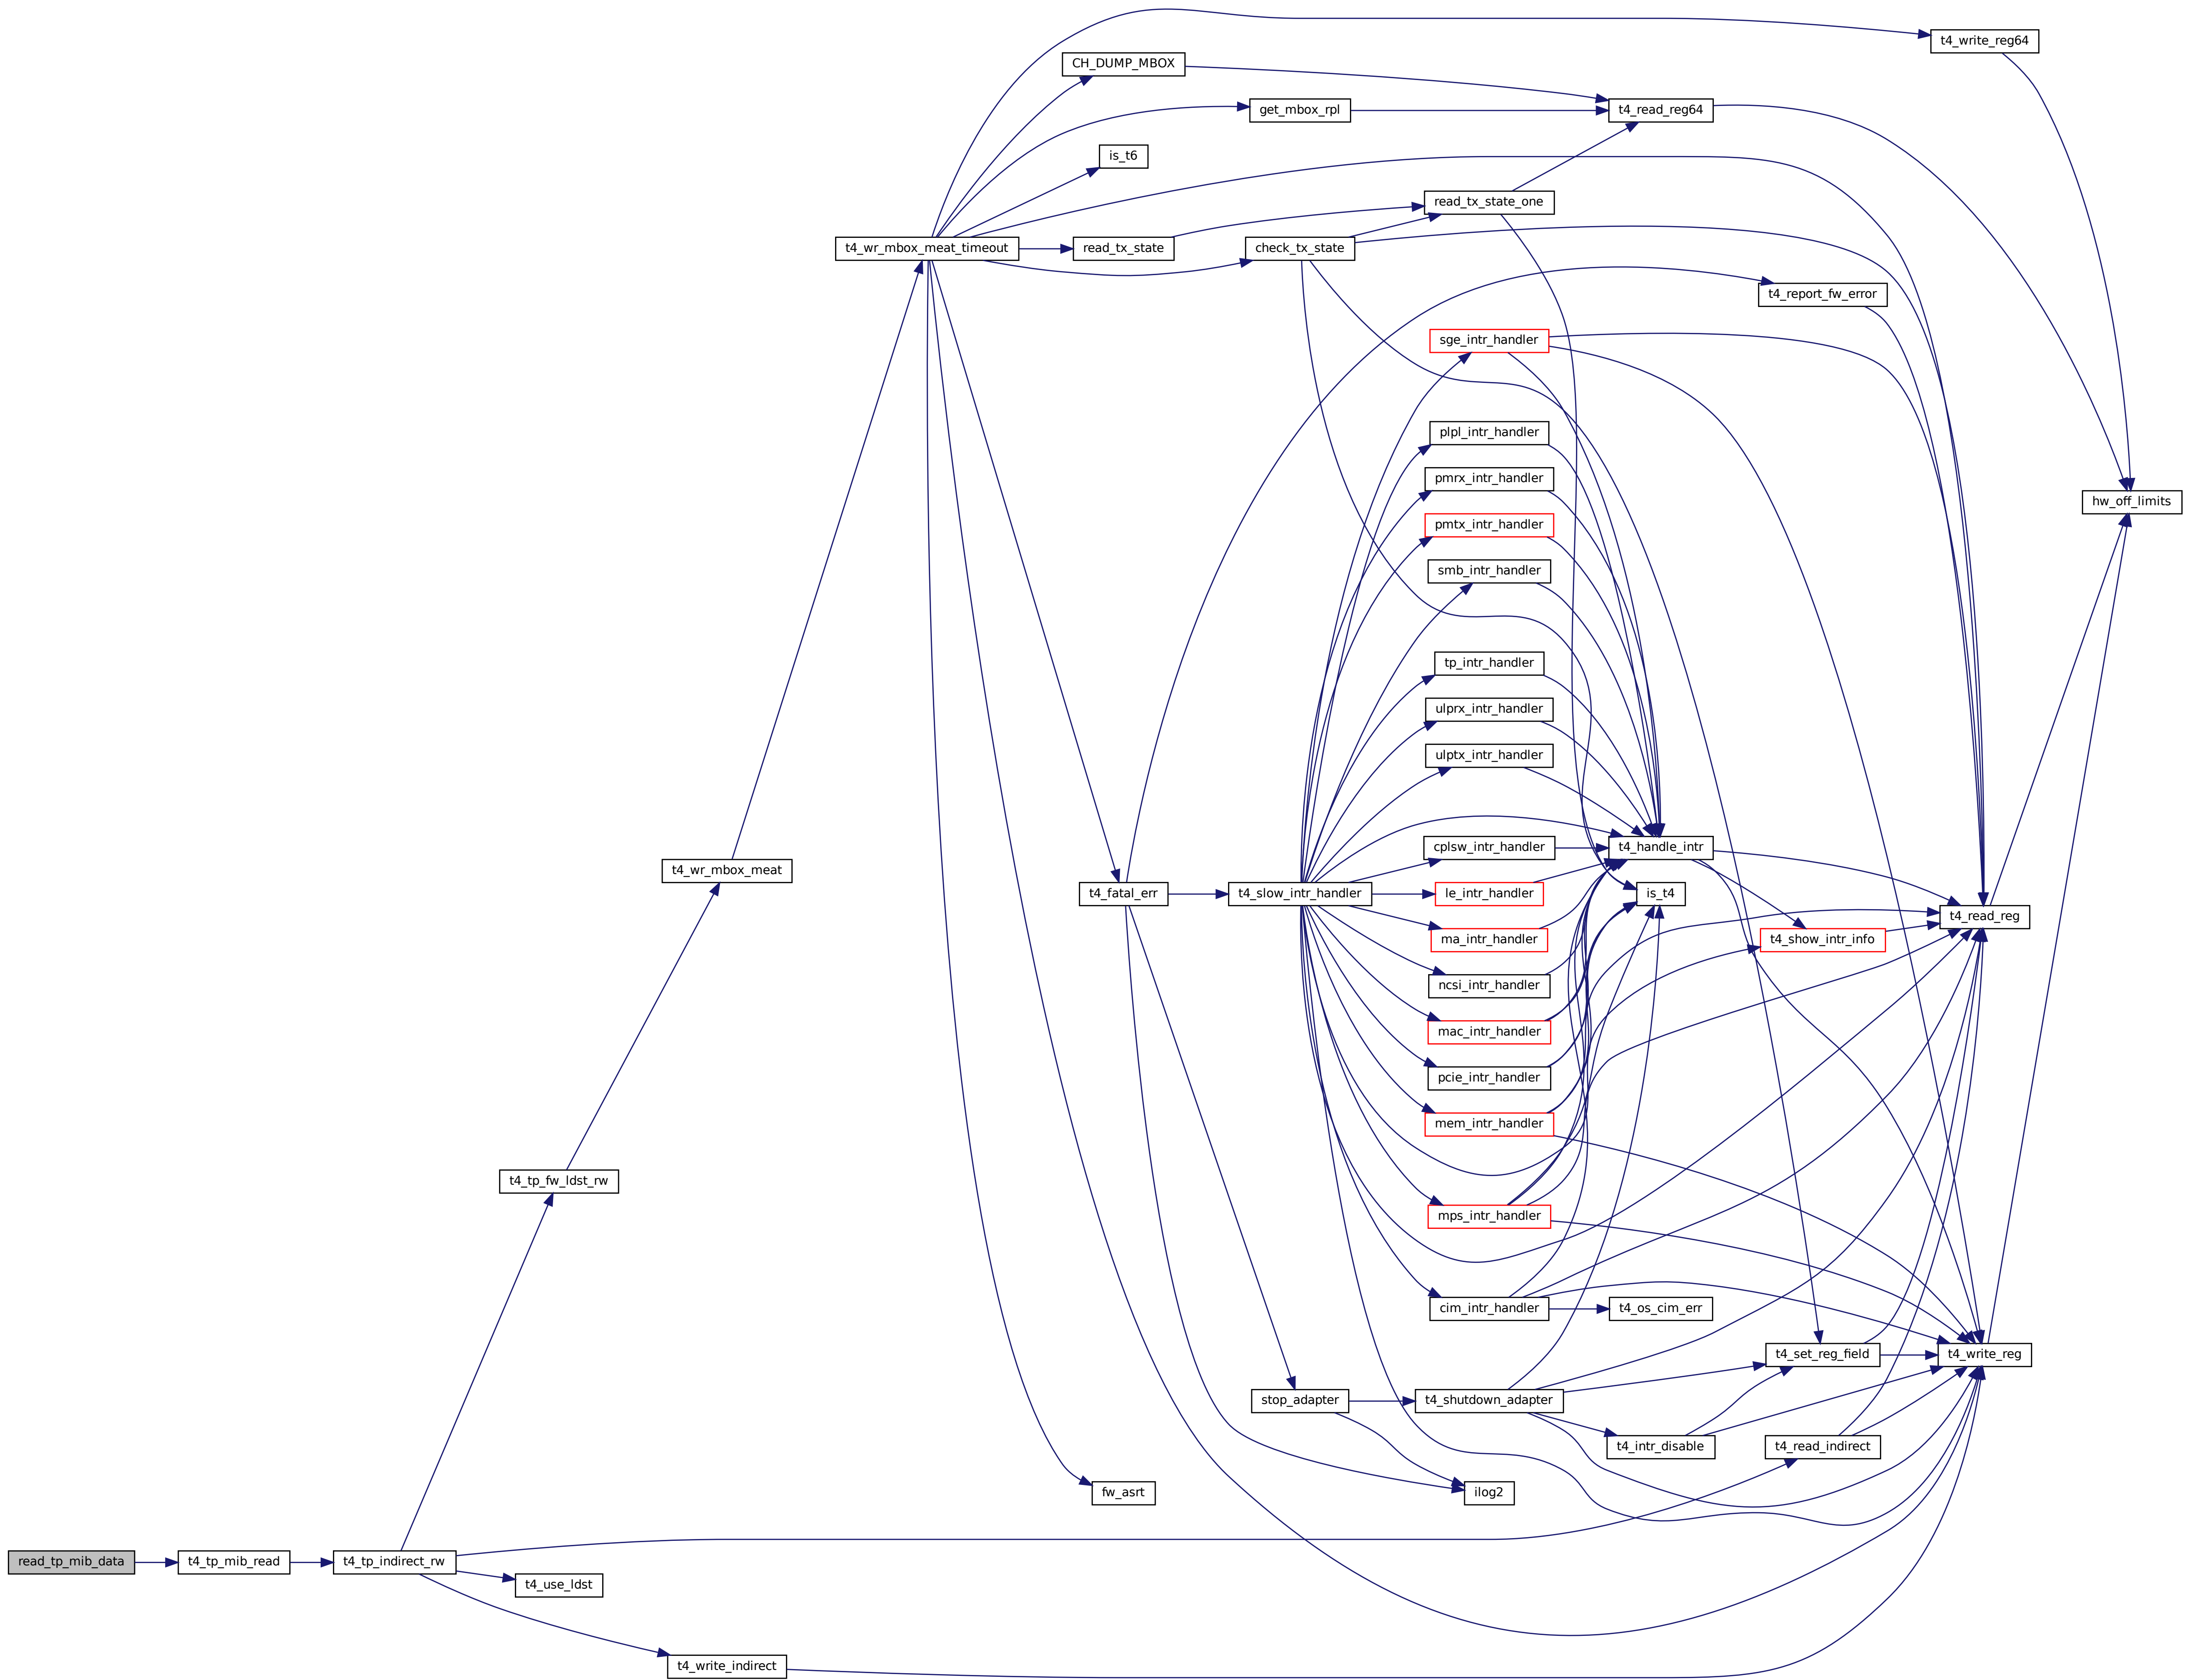 t4_write_reg64
CH_DUMP_MBOX
get_mbox_rpl
t4_read_reg64
is_t6
read_tx_state_one
t4_wr_mbox_meat_timeout
read_tx_state
check_tx_state
t4_report_fw_error
sge_intr_handler
plpl_intr_handler
pmrx_intr_handler
hw_off_limits
pmtx_intr_handler
smb_intr_handler
tp_intr_handler
ulprx_intr_handler
ulptx_intr_handler
cplsw_intr_handler
t4_handle_intr
t4_wr_mbox_meat
t4_fatal_err
t4_slow_intr_handler
le_intr_handler
is_t4
t4_read_reg
ma_intr_handler
t4_show_intr_info
ncsi_intr_handler
mac_intr_handler
pcie_intr_handler
mem_intr_handler
t4_tp_fw_ldst_rw
mps_intr_handler
cim_intr_handler
t4_os_cim_err
t4_set_reg_field
t4_write_reg
stop_adapter
t4_shutdown_adapter
t4_intr_disable
t4_read_indirect
fw_asrt
ilog2
read_tp_mib_data
t4_tp_mib_read
t4_tp_indirect_rw
t4_use_ldst
t4_write_indirect